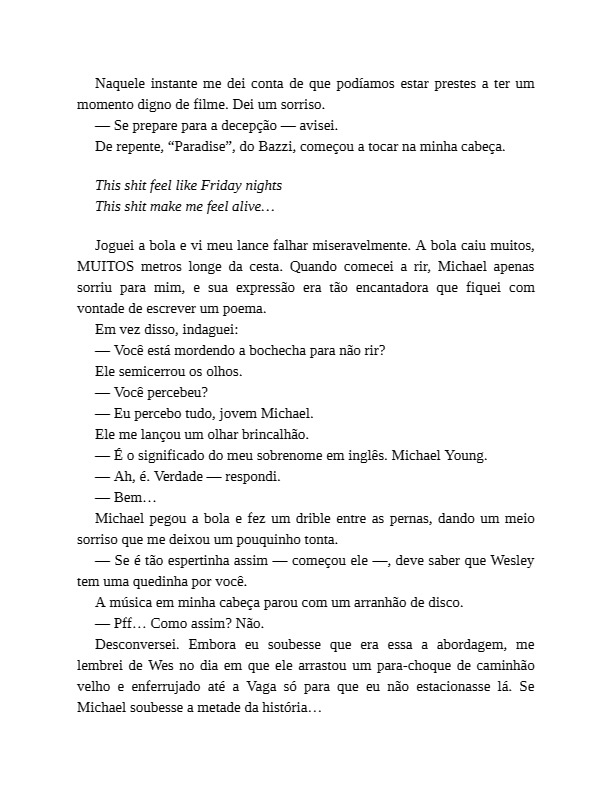 Naquele instante me dei conta de que podíamos estar prestes a ter um
momento digno de filme. Dei um sorriso.
— Se prepare para a decepção — avisei.
De repente, “Paradise”, do Bazzi, começou a tocar na minha cabeça.
This shit feel like Friday nights
This shit make me feel alive…
Joguei a bola e vi meu lance falhar miseravelmente. A bola caiu muitos,
MUITOS metros longe da cesta. Quando comecei a rir, Michael apenas
sorriu para mim, e sua expressão era tão encantadora que fiquei com
vontade de escrever um poema.
Em vez disso, indaguei:
— Você está mordendo a bochecha para não rir?
Ele semicerrou os olhos.
— Você percebeu?
— Eu percebo tudo, jovem Michael.
Ele me lançou um olhar brincalhão.
— É o significado do meu sobrenome em inglês. Michael Young.
— Ah, é. Verdade — respondi.
— Bem…
Michael pegou a bola e fez um drible entre as pernas, dando um meio
sorriso que me deixou um pouquinho tonta.
— Se é tão espertinha assim — começou ele —, deve saber que Wesley
tem uma quedinha por você.
A música em minha cabeça parou com um arranhão de disco.
— Pff… Como assim? Não.
Desconversei. Embora eu soubesse que era essa a abordagem, me
lembrei de Wes no dia em que ele arrastou um para-choque de caminhão
velho e enferrujado até a Vaga só para que eu não estacionasse lá. Se
Michael soubesse a metade da história…